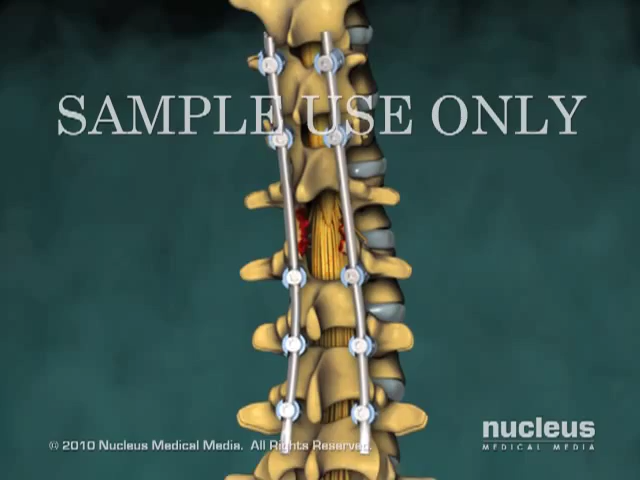 SAMPLE USE ONLY
nucleus
MEDICAL MEDIA
© 2010 Nucleus Medical Media. All Rights Reserved.